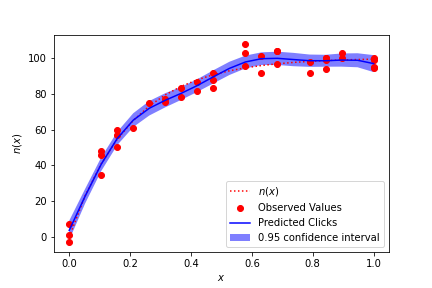 100
80
60
40
20
0
n(x)
n(x)
Observed Values
Predicted Clicks
0.95 confidence interval
0.0 0.2 0.4 0.6 0.8 1.0
x